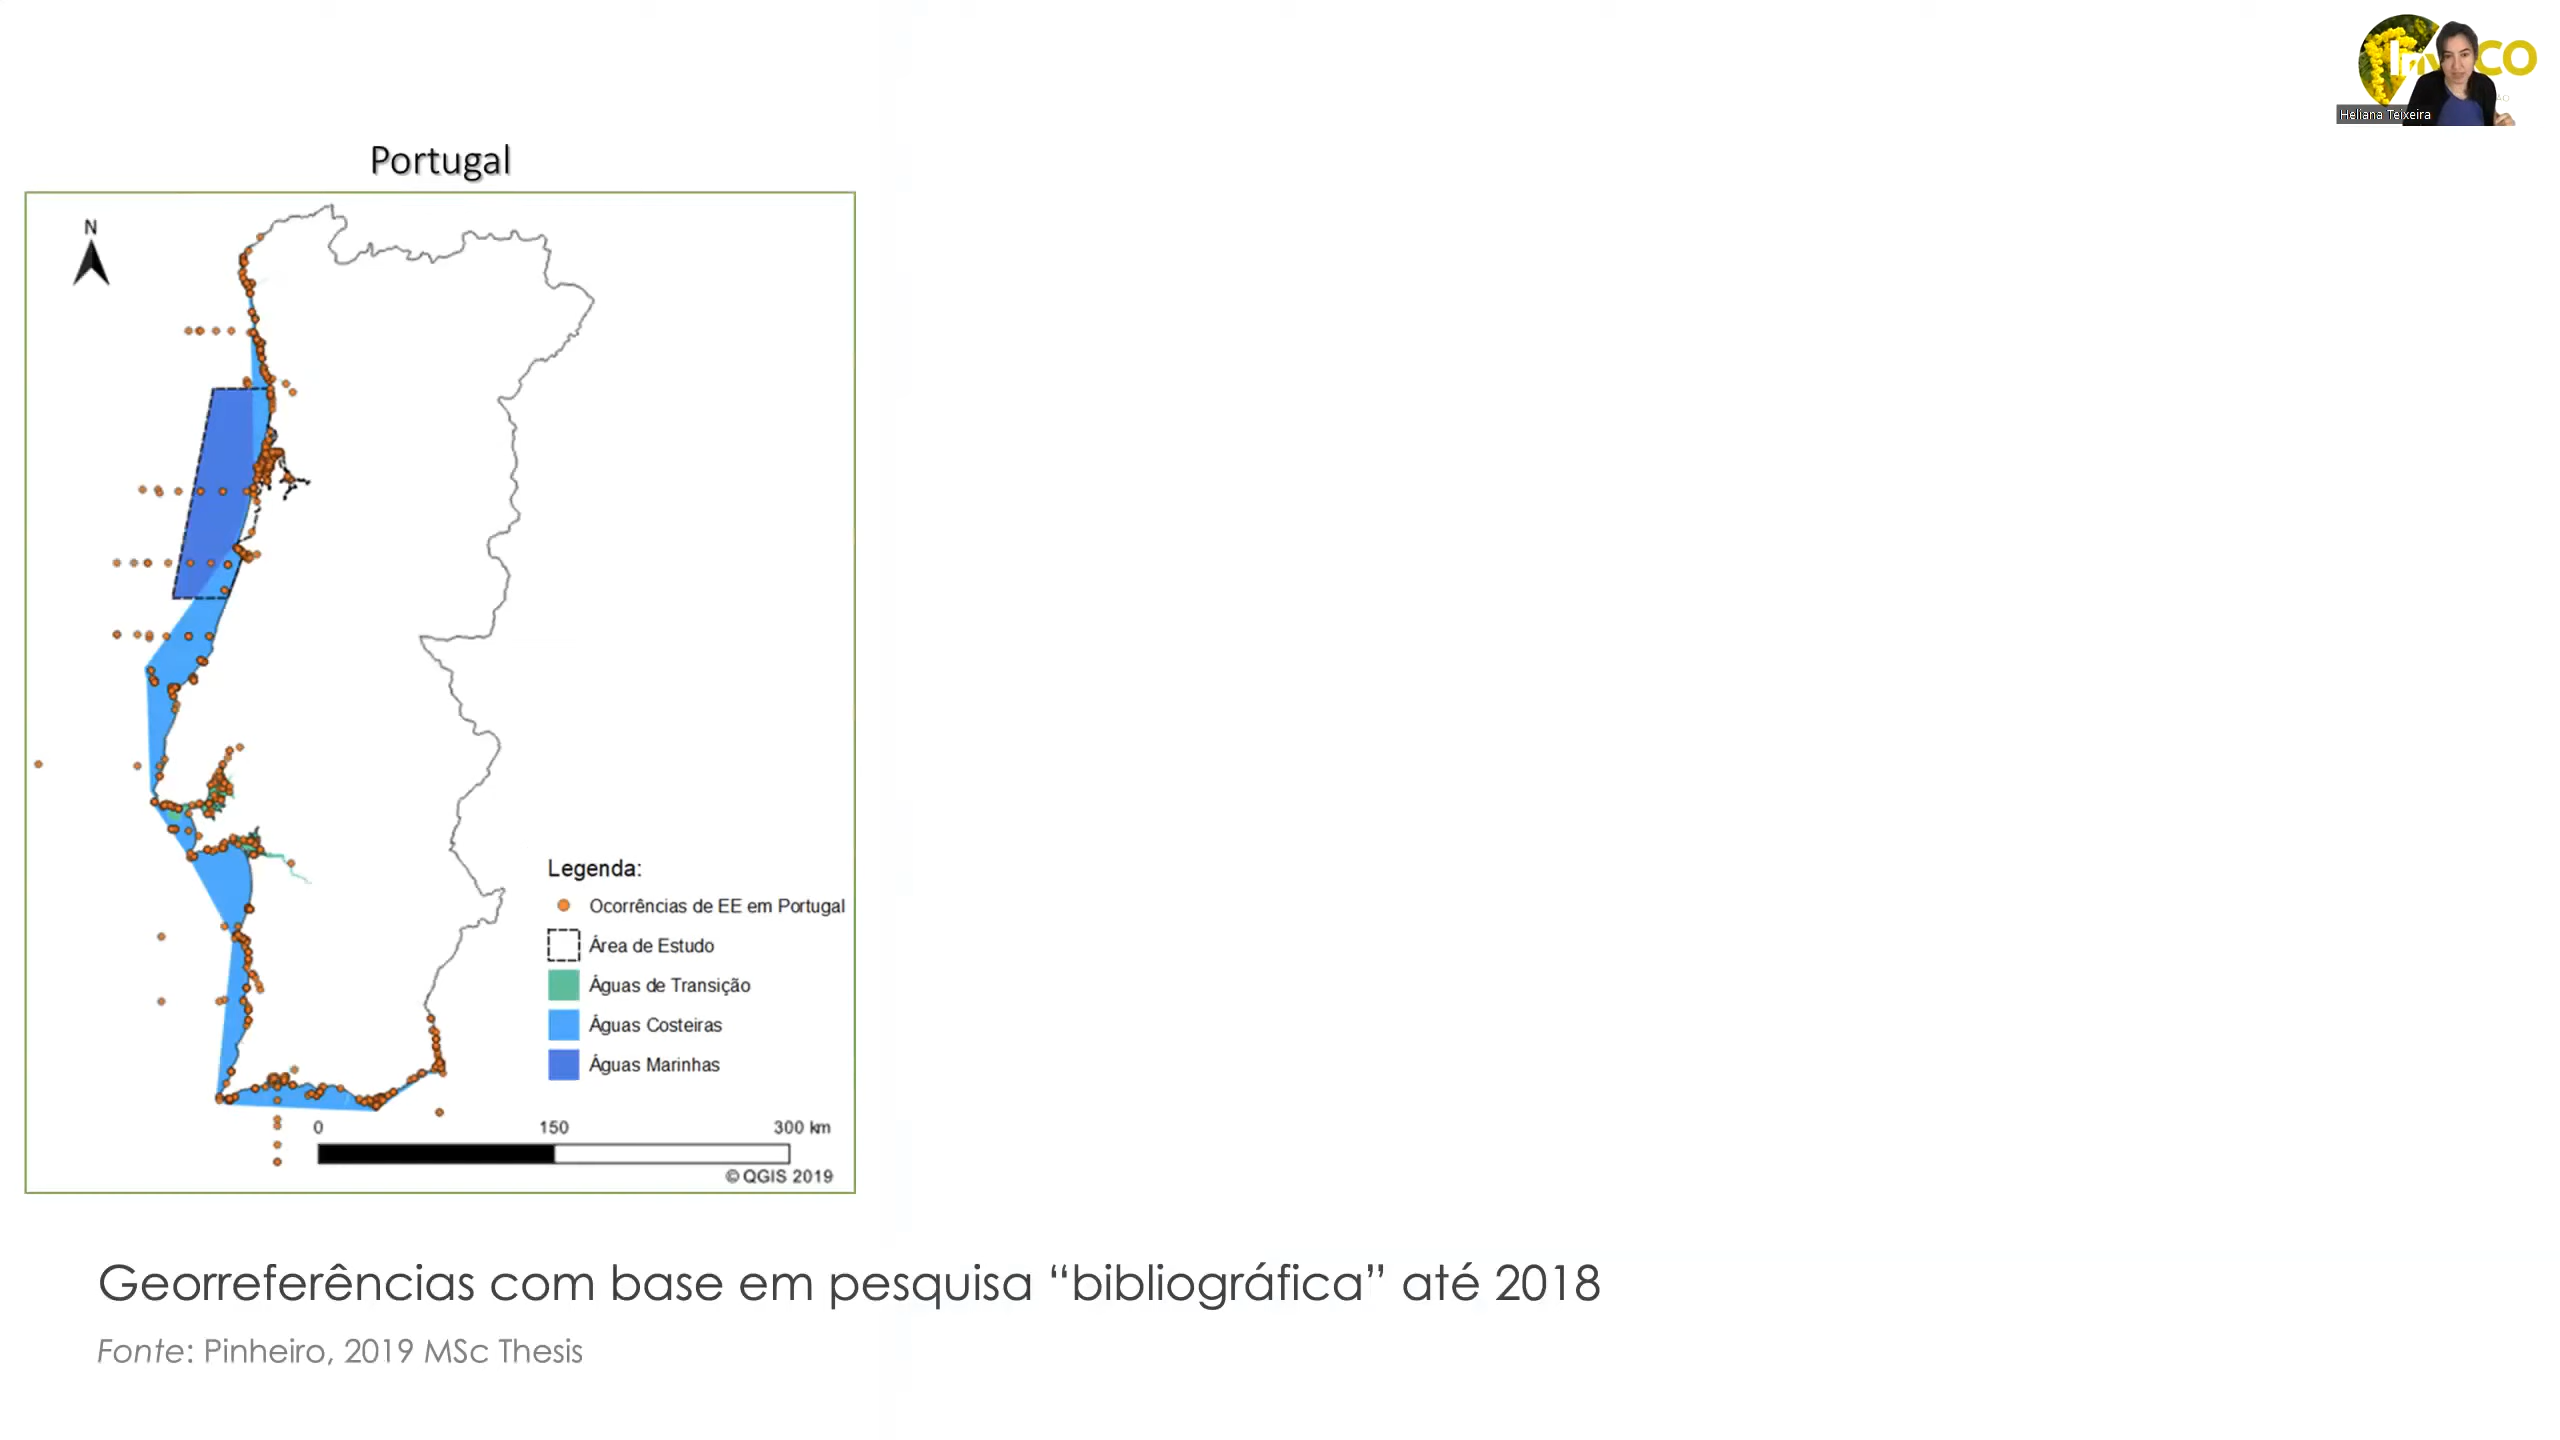 Heliana Teixeira
Portugal
N
Legenda:
Ocorrências de EE em Portugal
Área de Estudo
Águas de Transição
Águas Costeiras
Águas Marinhas
0 150 300 km
© QGIS 2019
Georreferências com base em pesquisa “bibliográfica” até 2018
Fonte: Pinheiro, 2019 MSc Thesis